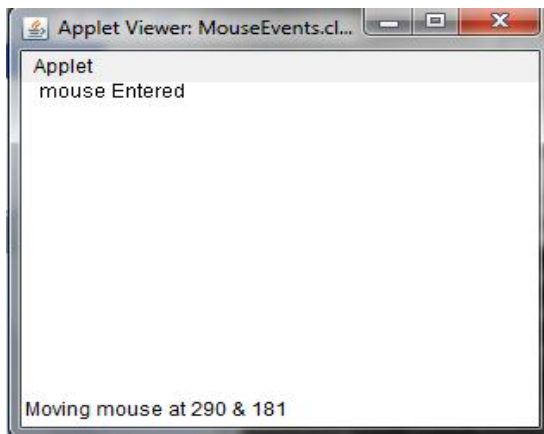 Applet Viewer: MouseEvents.cl...
Applet
mouse Entered
Moving mouse at 290 & 181